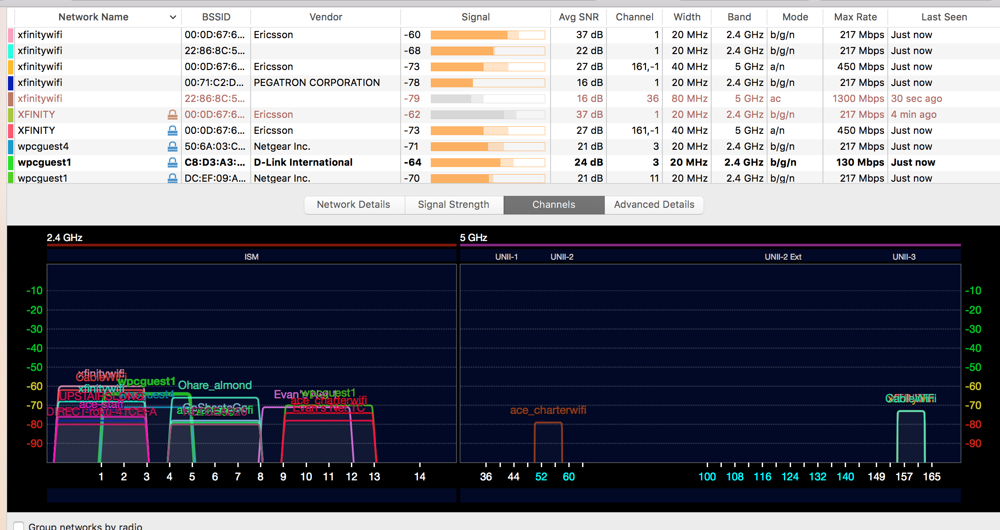 Network Name BSSID Vendor Signal Avg SNR Channel Width Band Mode Max Rate Last Seen
xfinitywifi 00:0D:67:6... Ericsson -60 37 dB 1 20 MHz 2.4 GHz b/g/n 217 Mbps Just now
xfinitywifi 22:86:8C:5... -68 22 dB 1 20 MHz 2.4 GHz b/g/n 217 Mbps Just now
xfinitywifi 00:0D:67:6... Ericsson -73 27 dB 161,-1 40 MHz 5 GHz a/n 450 Mbps Just now
xfinitywifi 00:71:C2:D... PEGATRON CORPORATION -78 16 dB 1 20 MHz 2.4 GHz b/g/n 217 Mbps Just now
xfinitywifi 22:86:8C:5... -79 16 dB 36 80 MHz 5 GHz ac 1300 Mbps 30 sec ago
XFINITY 00:0D:67:6... Ericsson -62 37 dB 1 20 MHz 2.4 GHz b/g/n 217 Mbps 4 min ago
XFINITY 00:0D:67:6... Ericsson -73 27 dB 161,-1 40 MHz 5 GHz a/n 450 Mbps Just now
wpcguest4 50:6A:03:C... Netgear Inc. -71 21 dB 3 20 MHz 2.4 GHz b/g/n 217 Mbps Just now
wpcguest1 C8:D3:A3:... D-Link International -64 24 dB 3 20 MHz 2.4 GHz b/g/n 130 Mbps Just now
wpcguest1 DC:EF:09:A... Netgear Inc. -70 21 dB 11 20 MHz 2.4 GHz b/g/n 217 Mbps Just now
Network Details Signal Strength Channels Advanced Details
2.4 GHz 5 GHz
ISM UNII-1 UNII-2 UNII-2 Ext UNII-3
-10 -10
-20 -20
-30 -30
-40 -40
-50 -50
xfinitywifi
CableWiFi
wpcguest1
Ohare_almond
-60 -60
xfinitywifi
UPSTAIRSLONG
wpcguest1
ace_charterwifi
CableWiFi
-70 -70
ace-staff
DIRECT-roku-41CEFA
Evan's Net TC
ace_charterwifi
-80 -80
-90 -90
1 2 3 4 5 6 7 8 9 10 11 12 13 14 36 44 52 60 100 108 116 124 132 140 149 157 165
Group networks by radio